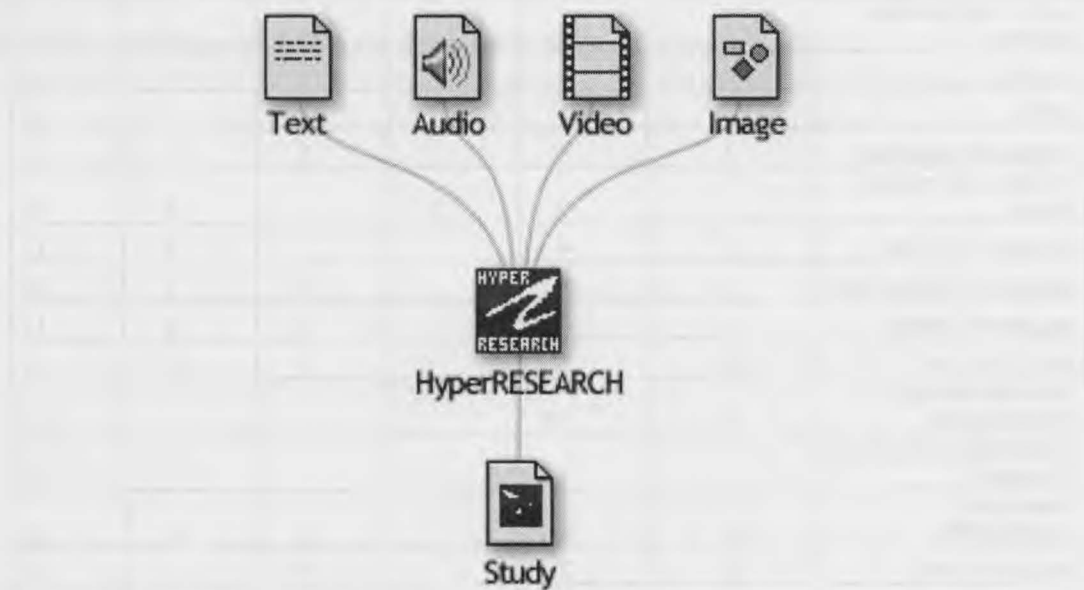 Text
Audio
Video
Image
HYPER
RESEARCH
HyperRESEARCH
Study